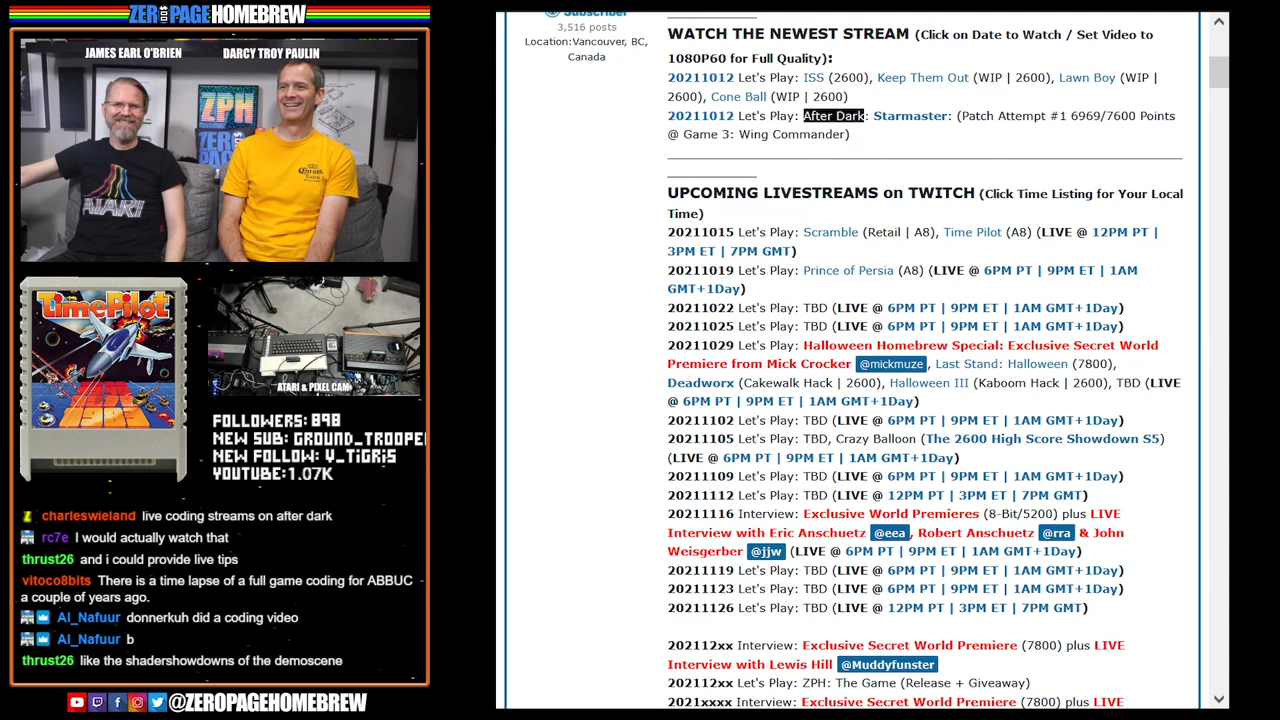 ZEROPAGEHOMEBREW
JAMES EARL O'BRIEN
DARCY TROY PAULIN
ZPH
ATARI
Corona
TimePilot
1983
ATARI & PIXEL CAM
FOLLOWERS: 898
NEW SUB: GROUND_TROOPER
NEW FOLLOW: V_TiGRiS
YOUTUBE: 1.07K
charleswieland live coding streams on after dark
rc7e I would actually watch that
thrust26 and i could provide live tips
vitoco8bits There is a time lapse of a full game coding for ABBUC
a couple of years ago.
Al_Nafuur donnerkuh did a coding video
Al_Nafuur b
thrust26 like the shadershowdowns of the demoscene
@ZEROPAGEHOMEBREW
Subscriber
3,516 posts
Location:Vancouver, BC,
Canada
WATCH THE NEWEST STREAM (Click on Date to Watch / Set Video to
1080P60 for Full Quality):
20211012 Let's Play: ISS (2600), Keep Them Out (WIP | 2600), Lawn Boy (WIP |
2600), Cone Ball (WIP | 2600)
20211012 Let's Play: After Dark: Starmaster: (Patch Attempt #1 6969/7600 Points
@ Game 3: Wing Commander)
UPCOMING LIVESTREAMS on TWITCH (Click Time Listing for Your Local
Time)
20211015 Let's Play: Scramble (Retail | A8), Time Pilot (A8) (LIVE @ 12PM PT |
3PM ET | 7PM GMT)
20211019 Let's Play: Prince of Persia (A8) (LIVE @ 6PM PT | 9PM ET | 1AM
GMT+1Day)
20211022 Let's Play: TBD (LIVE @ 6PM PT | 9PM ET | 1AM GMT+1Day)
20211025 Let's Play: TBD (LIVE @ 6PM PT | 9PM ET | 1AM GMT+1Day)
20211029 Let's Play: Halloween Homebrew Special: Exclusive Secret World
Premiere from Mick Crocker @mickmuze, Last Stand: Halloween (7800),
Deadworx (Cakewalk Hack | 2600), Halloween III (Kaboom Hack | 2600), TBD (LIVE
@ 6PM PT | 9PM ET | 1AM GMT+1Day)
20211102 Let's Play: TBD (LIVE @ 6PM PT | 9PM ET | 1AM GMT+1Day)
20211105 Let's Play: TBD, Crazy Balloon (The 2600 High Score Showdown S5)
(LIVE @ 6PM PT | 9PM ET | 1AM GMT+1Day)
20211109 Let's Play: TBD (LIVE @ 6PM PT | 9PM ET | 1AM GMT+1Day)
20211112 Let's Play: TBD (LIVE @ 12PM PT | 3PM ET | 7PM GMT)
20211116 Interview: Exclusive World Premieres (8-Bit/5200) plus LIVE
Interview with Eric Anschuetz @eea, Robert Anschuetz @rra & John
Weisgerber @jjw (LIVE @ 6PM PT | 9PM ET | 1AM GMT+1Day)
20211119 Let's Play: TBD (LIVE @ 6PM PT | 9PM ET | 1AM GMT+1Day)
20211123 Let's Play: TBD (LIVE @ 6PM PT | 9PM ET | 1AM GMT+1Day)
20211126 Let's Play: TBD (LIVE @ 12PM PT | 3PM ET | 7PM GMT)
202112xx Interview: Exclusive Secret World Premiere (7800) plus LIVE
Interview with Lewis Hill @Muddyfunster
202112xx Let's Play: ZPH: The Game (Release + Giveaway)
2021xxxx Interview: Exclusive Secret World Premiere (7800) plus LIVE